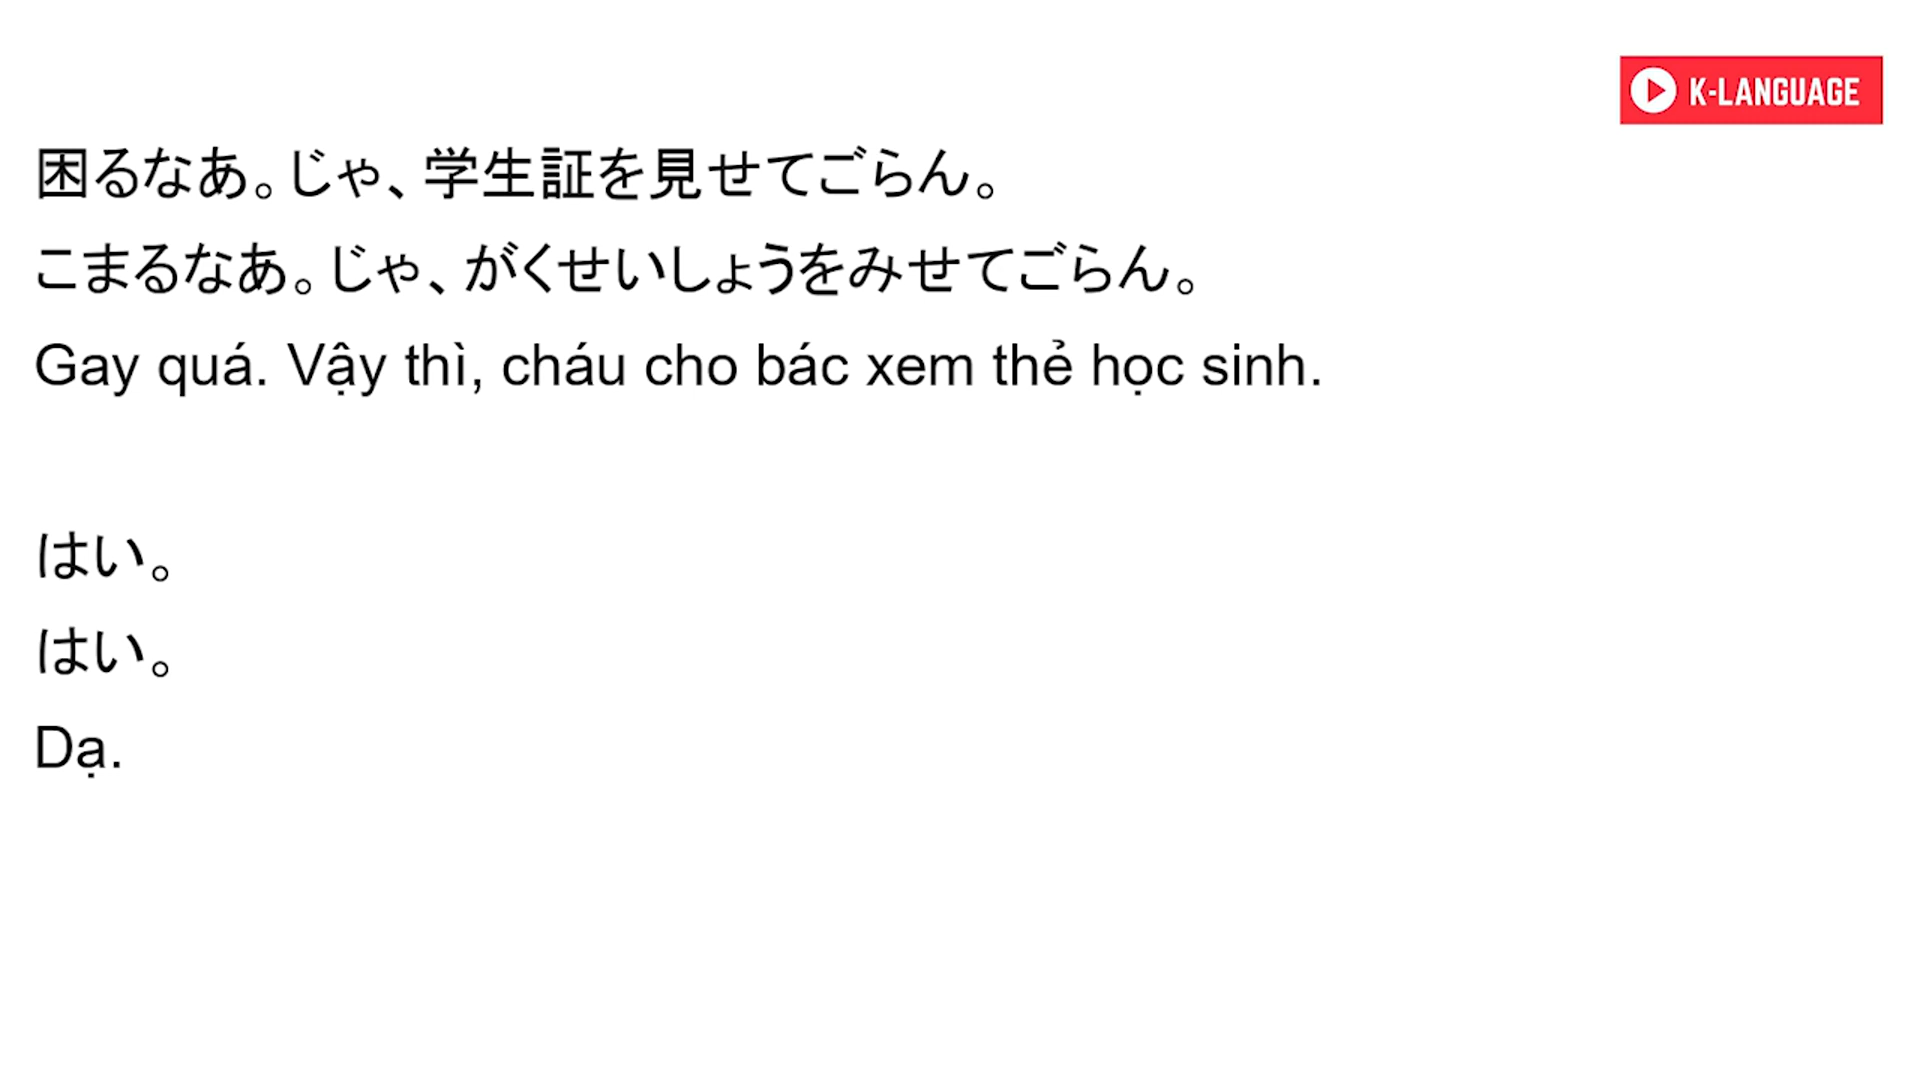 K-LANGUAGE
困るなあ。じゃ、学生証を見せてごらん。
こまるなあ。じゃ、がくせいしょうをみせてごらん。
Gay quá. Vậy thì, cháu cho bác xem thẻ học sinh.
はい。
はい。
Dạ.